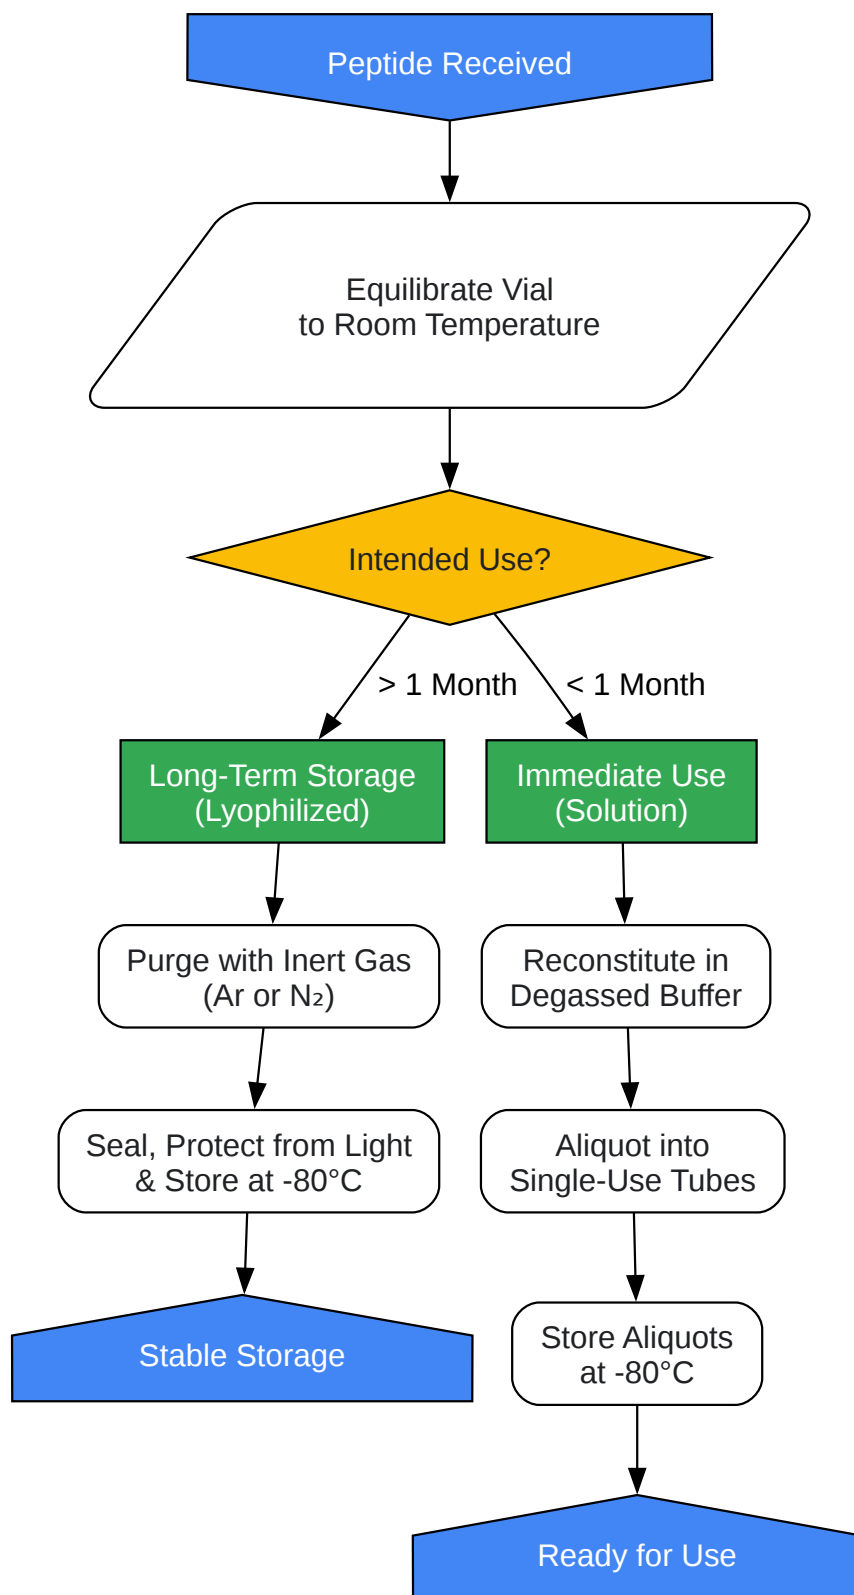 Peptide Received
Equilibrate Vial
to Room Temperature
Intended Use?
> 1 Month
< 1 Month
Long-Term Storage
(Lyophilized)
Immediate Use
(Solution)
Purge with Inert Gas
(Ar or N₂)
Reconstitute in
Degassed Buffer
Seal, Protect from Light
& Store at -80°C
Aliquot into
Single-Use Tubes
Stable Storage
Store Aliquots
at -80°C
Ready for Use